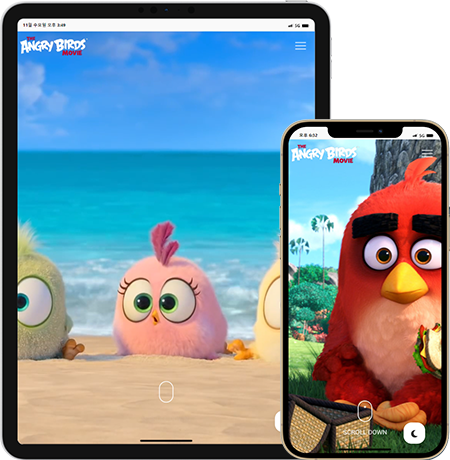 11월 수요일 오후 3:49
5G
THE
ANGRY BIRDS
MOVIE
오후 6:52
5G
THE
ANGRY BIRDS
MOVIE
SCROLL DOWN